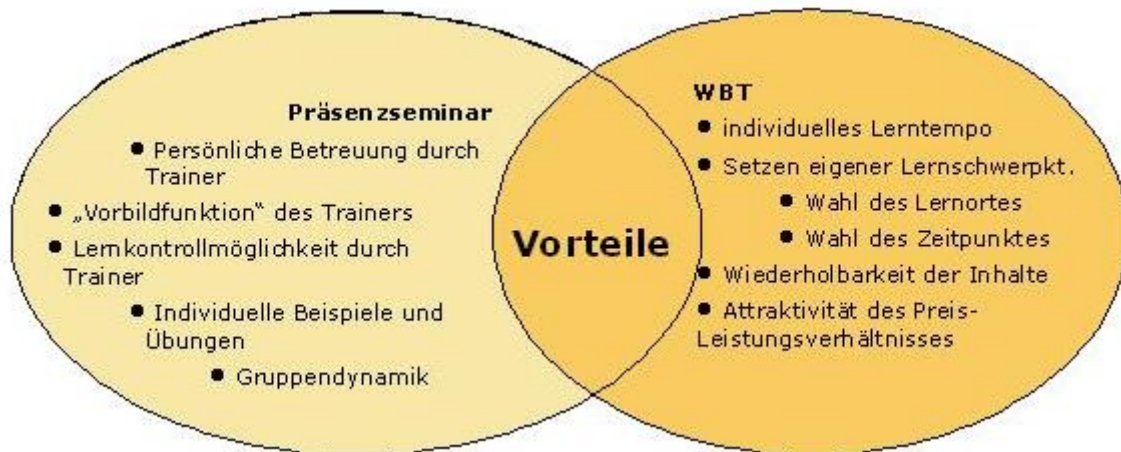 Präsenzseminar
● Persönliche Betreuung durch
Trainer
● „Vorbildfunktion“ des Trainers
● Lernkontrollmöglichkeit durch
Trainer
● Individuelle Beispiele und
Übungen
● Gruppendynamik
Vorteile
WBT
● individuelles Lerntempo
● Setzen eigener Lernschwerpkt.
● Wahl des Lernortes
● Wahl des Zeitpunktes
● Wiederholbarkeit der Inhalte
● Attraktivität des Preis-
Leistungsverhältnisses